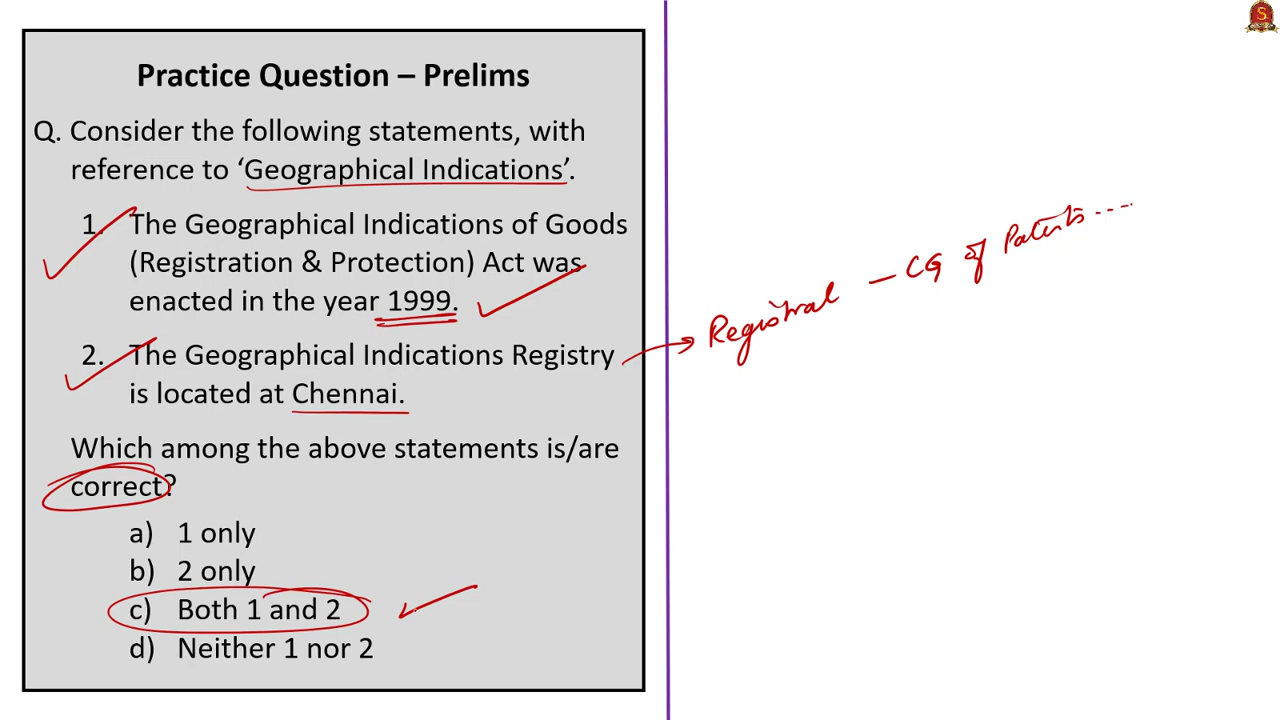 Practice Question – Prelims
Q. Consider the following statements, with
reference to ‘Geographical Indications’.
1. The Geographical Indications of Goods
(Registration & Protection) Act was
enacted in the year 1999.
2. The Geographical Indications Registry
is located at Chennai.
Which among the above statements is/are
correct?
a) 1 only
b) 2 only
c) Both 1 and 2
d) Neither 1 nor 2
Registral – CG of Patents ....
S